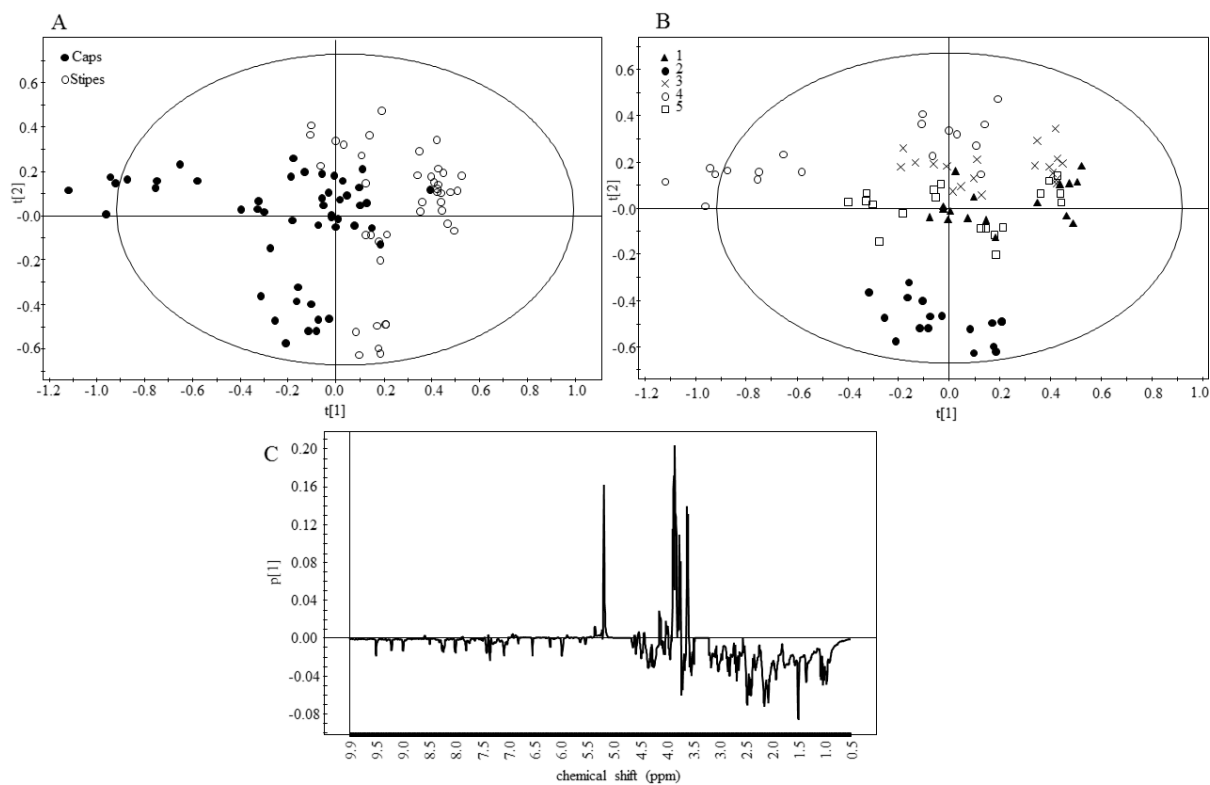 A
B
● Caps
○ Stipes
▲ 1
● 2
× 3
○ 4
□ 5
t[2]
0.6
0.4
0.2
-0.0
-0.2
-0.4
-0.6
-1.2 -1.0 -0.8 -0.6 -0.4 -0.2 0.0 0.2 0.4 0.6 0.8 1.0
t[1]
t[2]
0.6
0.4
0.2
-0.0
-0.2
-0.4
-0.6
-1.2 -1.0 -0.8 -0.6 -0.4 -0.2 0.0 0.2 0.4 0.6 0.8 1.0
t[1]
C
p[1]
0.20
0.16
0.12
0.08
0.04
0.00
-0.04
-0.08
9.9 9.5 9.0 8.5 8.0 7.5 7.0 6.5 6.0 5.5 5.0 4.5 4.0 3.5 3.0 2.5 2.0 1.5 1.0 0.5
chemical shift (ppm)